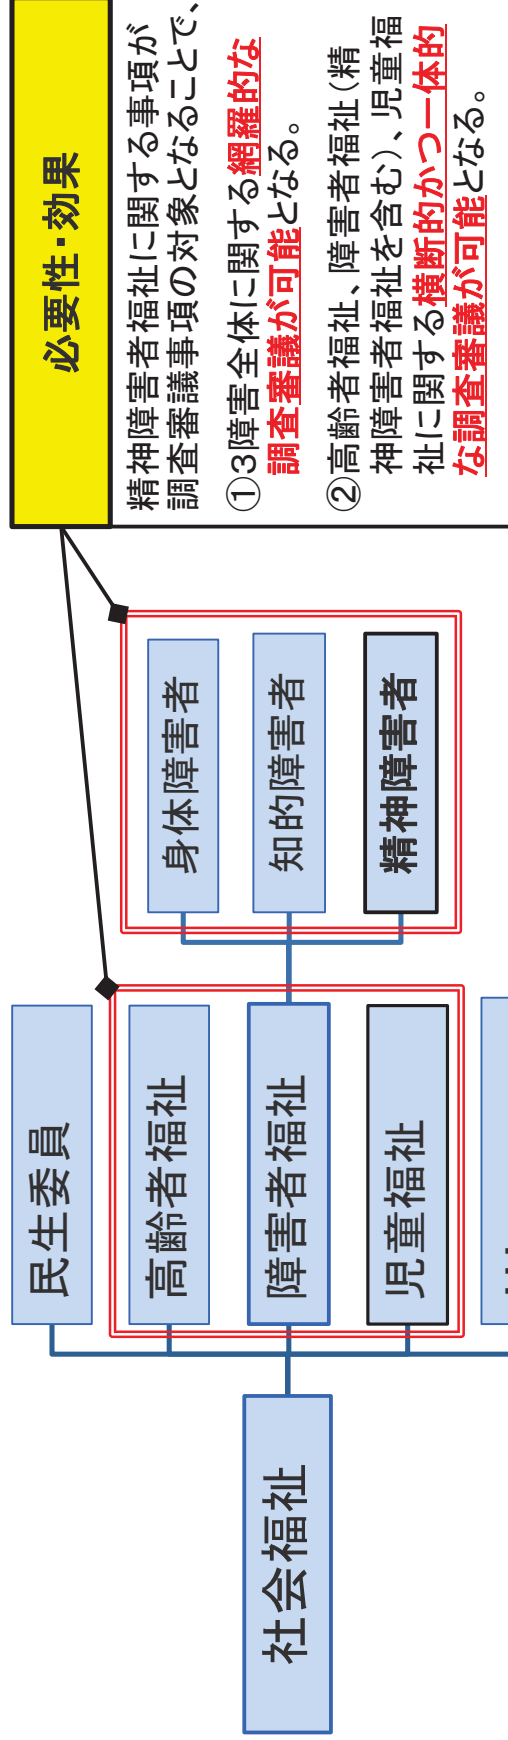 社会福祉
民生委員
高齢者福祉
障害者福祉
児童福祉
身体障害者
知的障害者
精神障害者
必要性・効果
精神障害者福祉に関する事項が
調査審議事項の対象となることで、
①3障害全体に関する網羅的な
調査審議が可能となる。
②高齢者福祉、障害者福祉(精
神障害者福祉を含む)、児童福
祉に関する横断的かつ一体的
な調査審議が可能となる。